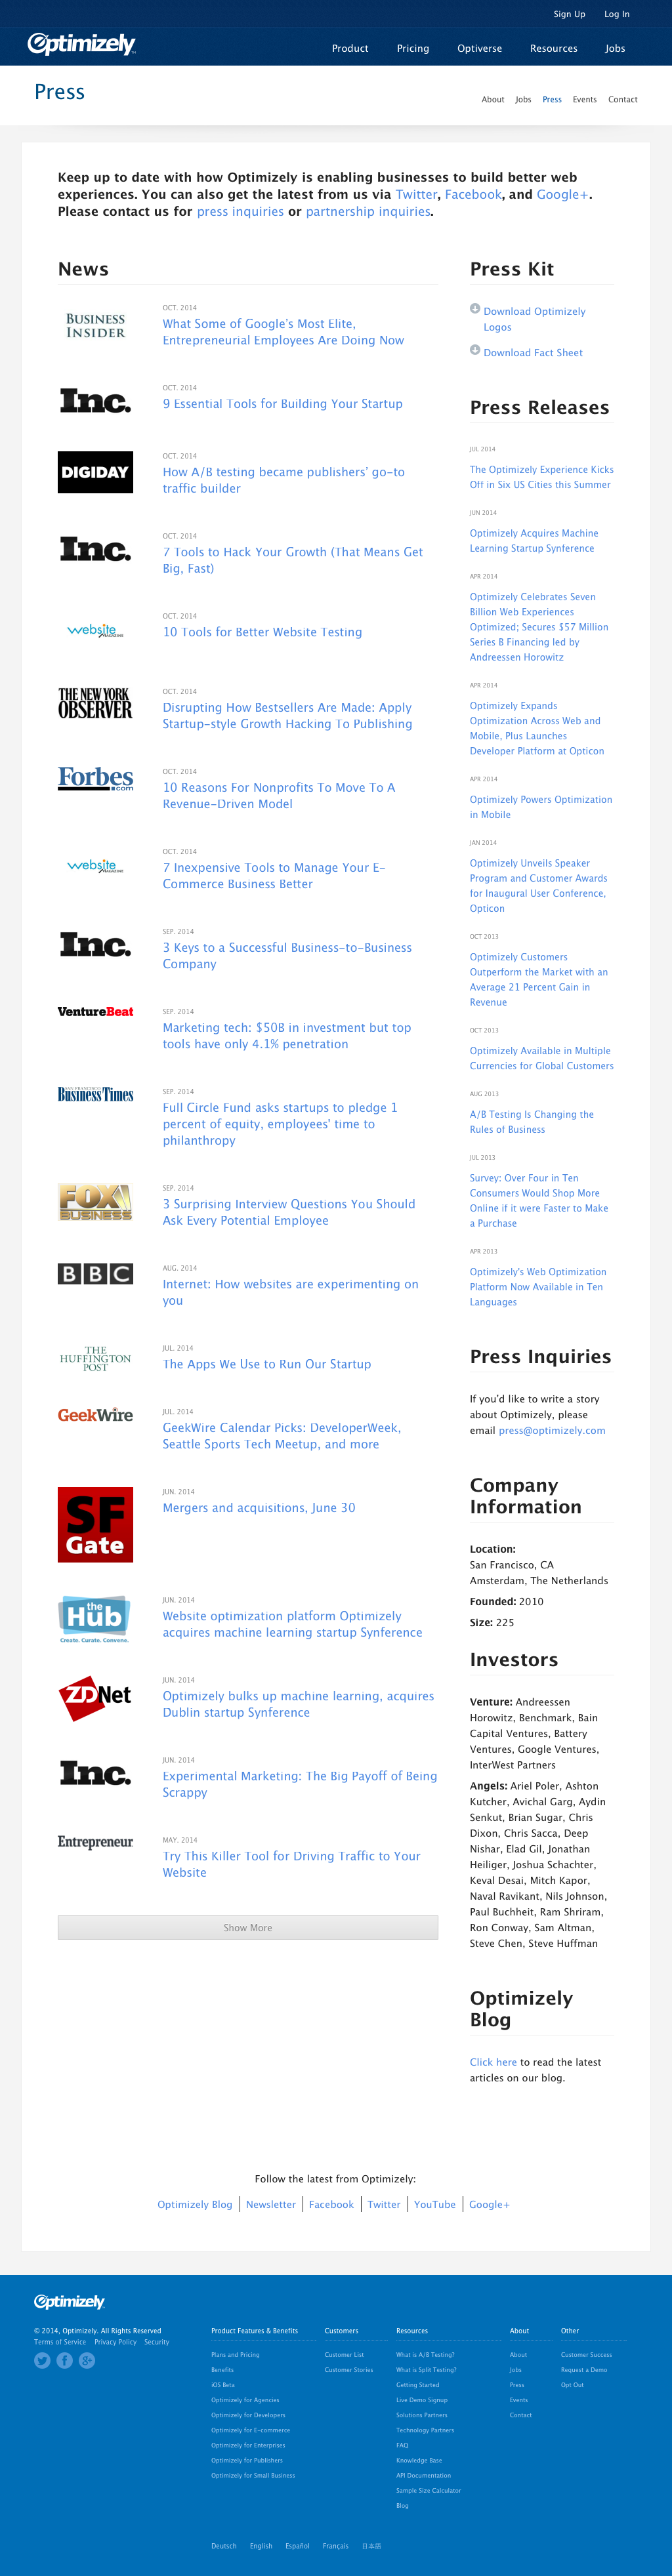 Sign Up Log In
Optimizely
Product Pricing Optiverse Resources Jobs
Press
About Jobs Press Events Contact
Keep up to date with how Optimizely is enabling businesses to build better web
experiences. You can also get the latest from us via Twitter, Facebook, and Google+.
Please contact us for press inquiries or partnership inquiries.
News
BUSINESS
INSIDER
OCT. 2014
What Some of Google's Most Elite,
Entrepreneurial Employees Are Doing Now
Inc.
OCT. 2014
9 Essential Tools for Building Your Startup
DIGIDAY
OCT. 2014
How A/B testing became publishers' go-to
traffic builder
Inc.
OCT. 2014
7 Tools to Hack Your Growth (That Means Get
Big, Fast)
website
MAGAZINE
OCT. 2014
10 Tools for Better Website Testing
THE NEW YORK
OBSERVER
OCT. 2014
Disrupting How Bestsellers Are Made: Apply
Startup-style Growth Hacking To Publishing
Forbes
.com
OCT. 2014
10 Reasons For Nonprofits To Move To A
Revenue-Driven Model
website
MAGAZINE
OCT. 2014
7 Inexpensive Tools to Manage Your E-
Commerce Business Better
Inc.
SEP. 2014
3 Keys to a Successful Business-to-Business
Company
VentureBeat
SEP. 2014
Marketing tech: $50B in investment but top
tools have only 4.1% penetration
SAN FRANCISCO
Business Times
SEP. 2014
Full Circle Fund asks startups to pledge 1
percent of equity, employees' time to
philanthropy
FOX
BUSINESS
SEP. 2014
3 Surprising Interview Questions You Should
Ask Every Potential Employee
BBC
AUG. 2014
Internet: How websites are experimenting on
you
THE
HUFFINGTON
POST
JUL. 2014
The Apps We Use to Run Our Startup
GeekWire
JUL. 2014
GeekWire Calendar Picks: DeveloperWeek,
Seattle Sports Tech Meetup, and more
SF
Gate
JUN. 2014
Mergers and acquisitions, June 30
the
Hub
Create. Curate. Convene.
JUN. 2014
Website optimization platform Optimizely
acquires machine learning startup Synference
ZDNet
JUN. 2014
Optimizely bulks up machine learning, acquires
Dublin startup Synference
Inc.
JUN. 2014
Experimental Marketing: The Big Payoff of Being
Scrappy
Entrepreneur
MAY. 2014
Try This Killer Tool for Driving Traffic to Your
Website
Show More
Press Kit
Download Optimizely
Logos
Download Fact Sheet
Press Releases
JUL 2014
The Optimizely Experience Kicks
Off in Six US Cities this Summer
JUN 2014
Optimizely Acquires Machine
Learning Startup Synference
APR 2014
Optimizely Celebrates Seven
Billion Web Experiences
Optimized; Secures $57 Million
Series B Financing led by
Andreessen Horowitz
APR 2014
Optimizely Expands
Optimization Across Web and
Mobile, Plus Launches
Developer Platform at Opticon
APR 2014
Optimizely Powers Optimization
in Mobile
JAN 2014
Optimizely Unveils Speaker
Program and Customer Awards
for Inaugural User Conference,
Opticon
OCT 2013
Optimizely Customers
Outperform the Market with an
Average 21 Percent Gain in
Revenue
OCT 2013
Optimizely Available in Multiple
Currencies for Global Customers
AUG 2013
A/B Testing Is Changing the
Rules of Business
JUL 2013
Survey: Over Four in Ten
Consumers Would Shop More
Online if it were Faster to Make
a Purchase
APR 2013
Optimizely's Web Optimization
Platform Now Available in Ten
Languages
Press Inquiries
If you'd like to write a story
about Optimizely, please
email press@optimizely.com
Company
Information
Location:
San Francisco, CA
Amsterdam, The Netherlands
Founded: 2010
Size: 225
Investors
Venture: Andreessen
Horowitz, Benchmark, Bain
Capital Ventures, Battery
Ventures, Google Ventures,
InterWest Partners
Angels: Ariel Poler, Ashton
Kutcher, Avichal Garg, Aydin
Senkut, Brian Sugar, Chris
Dixon, Chris Sacca, Deep
Nishar, Elad Gil, Jonathan
Heiliger, Joshua Schachter,
Keval Desai, Mitch Kapor,
Naval Ravikant, Nils Johnson,
Paul Buchheit, Ram Shriram,
Ron Conway, Sam Altman,
Steve Chen, Steve Huffman
Optimizely
Blog
Click here to read the latest
articles on our blog.
Follow the latest from Optimizely:
Optimizely Blog Newsletter Facebook Twitter YouTube Google+
Optimizely
© 2014, Optimizely. All Rights Reserved
Terms of Service Privacy Policy Security
Product Features & Benefits
Plans and Pricing
Benefits
iOS Beta
Optimizely for Agencies
Optimizely for Developers
Optimizely for E-commerce
Optimizely for Enterprises
Optimizely for Publishers
Optimizely for Small Business
Customers
Customer List
Customer Stories
Resources
What is A/B Testing?
What is Split Testing?
Getting Started
Live Demo Signup
Solutions Partners
Technology Partners
FAQ
Knowledge Base
API Documentation
Sample Size Calculator
Blog
About
About
Jobs
Press
Events
Contact
Other
Customer Success
Request a Demo
Opt Out
Deutsch English Español Français 日本語